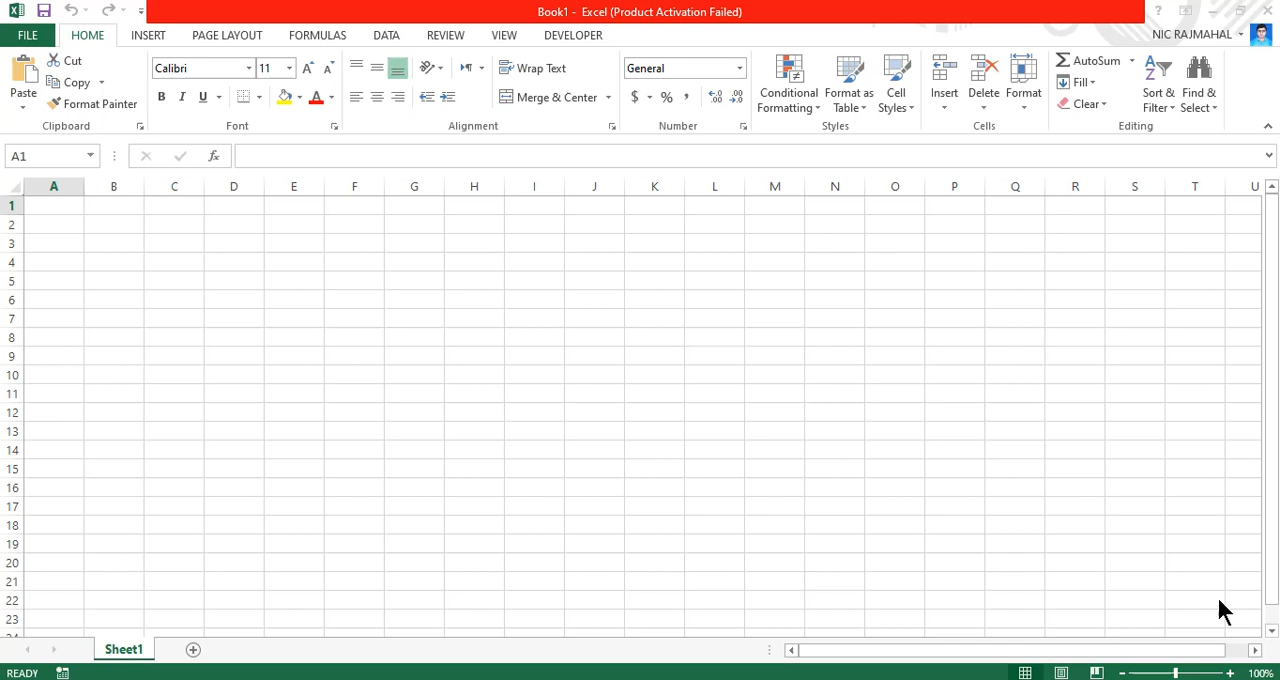 Book1 - Excel (Product Activation Failed)
?
FILE HOME INSERT PAGE LAYOUT FORMULAS DATA REVIEW VIEW DEVELOPER NIC RAJMAHAL
Paste
Cut
Copy
Format Painter
Clipboard
Calibri 11
B I U
Font
Wrap Text
Merge & Center
Alignment
General
$ % ,
Number
Conditional Formatting
Format as Table
Cell Styles
Styles
Insert
Delete
Format
Cells
AutoSum
Fill
Clear
Sort & Filter
Find & Select
Editing
A1
fx
A B C D E F G H I J K L M N O P Q R S T U
1
2
3
4
5
6
7
8
9
10
11
12
13
14
15
16
17
18
19
20
21
22
23
24
Sheet1
READY 100%